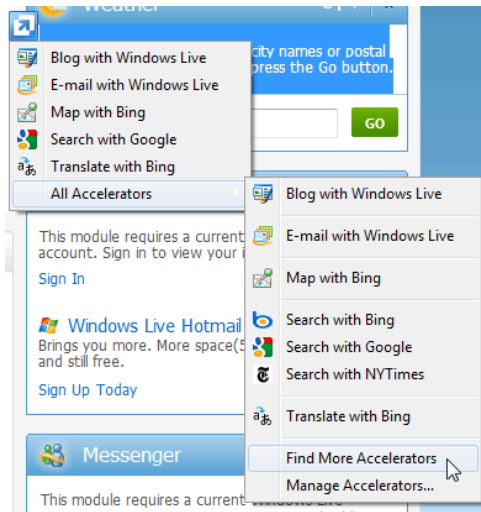 Weather
Blog with Windows Live
city names or postal
E-mail with Windows Live
press the Go button.
Map with Bing
GO
Search with Google
Translate with Bing
All Accelerators
Blog with Windows Live
E-mail with Windows Live
Map with Bing
Search with Bing
Search with Google
Search with NYTimes
Translate with Bing
Find More Accelerators
Manage Accelerators...
This module requires a current
account. Sign in to view your
Sign In
Windows Live Hotmail
Brings you more. More space(5
and still free.
Sign Up Today
Messenger
This module requires a current Windows Live